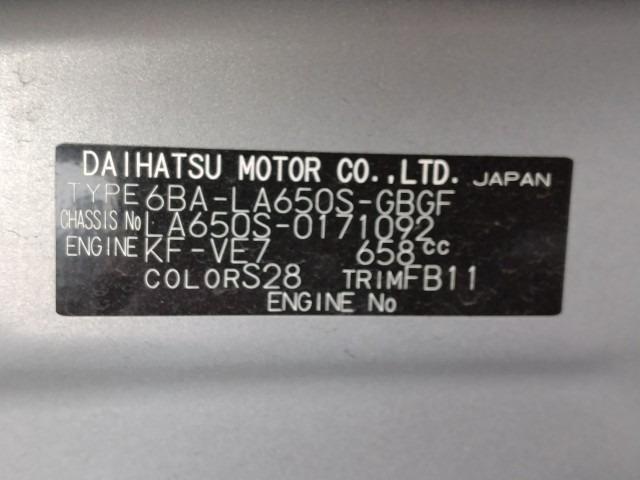 DAIHATSU MOTOR CO.,LTD. JAPAN
TYPE 6BA-LA650S-GBGF
CHASSIS No LA650S-0171092
ENGINE KF-VE7 658cc
COLOR S28 TRIM FB11
ENGINE No